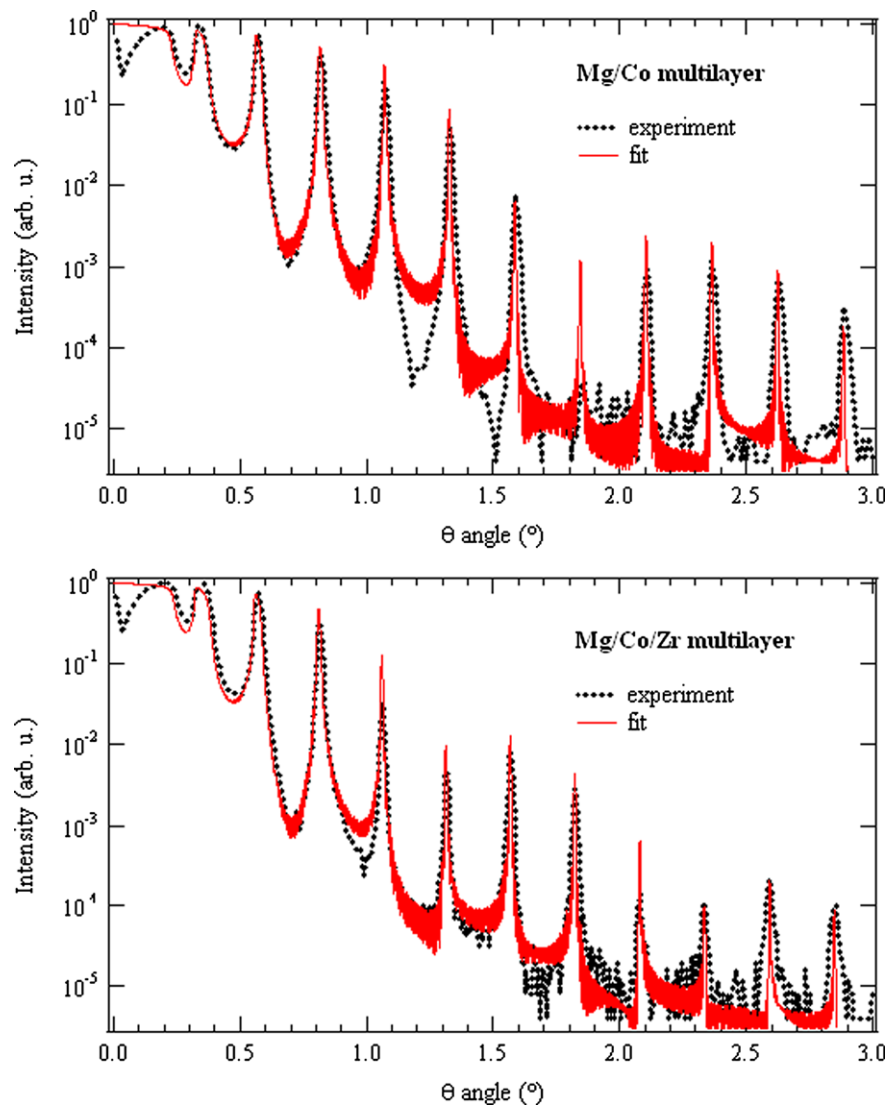 10^0
Mg/Co multilayer
10^-1
experiment
fit
10^-2
Intensity (arb. u.)
10^-3
10^-4
10^-5
0.0 0.5 1.0 1.5 2.0 2.5 3.0
Θ angle (°)
10^0
Mg/Co/Zr multilayer
10^-1
experiment
fit
10^-2
Intensity (arb. u.)
10^-3
10^-4
10^-5
0.0 0.5 1.0 1.5 2.0 2.5 3.0
Θ angle (°)